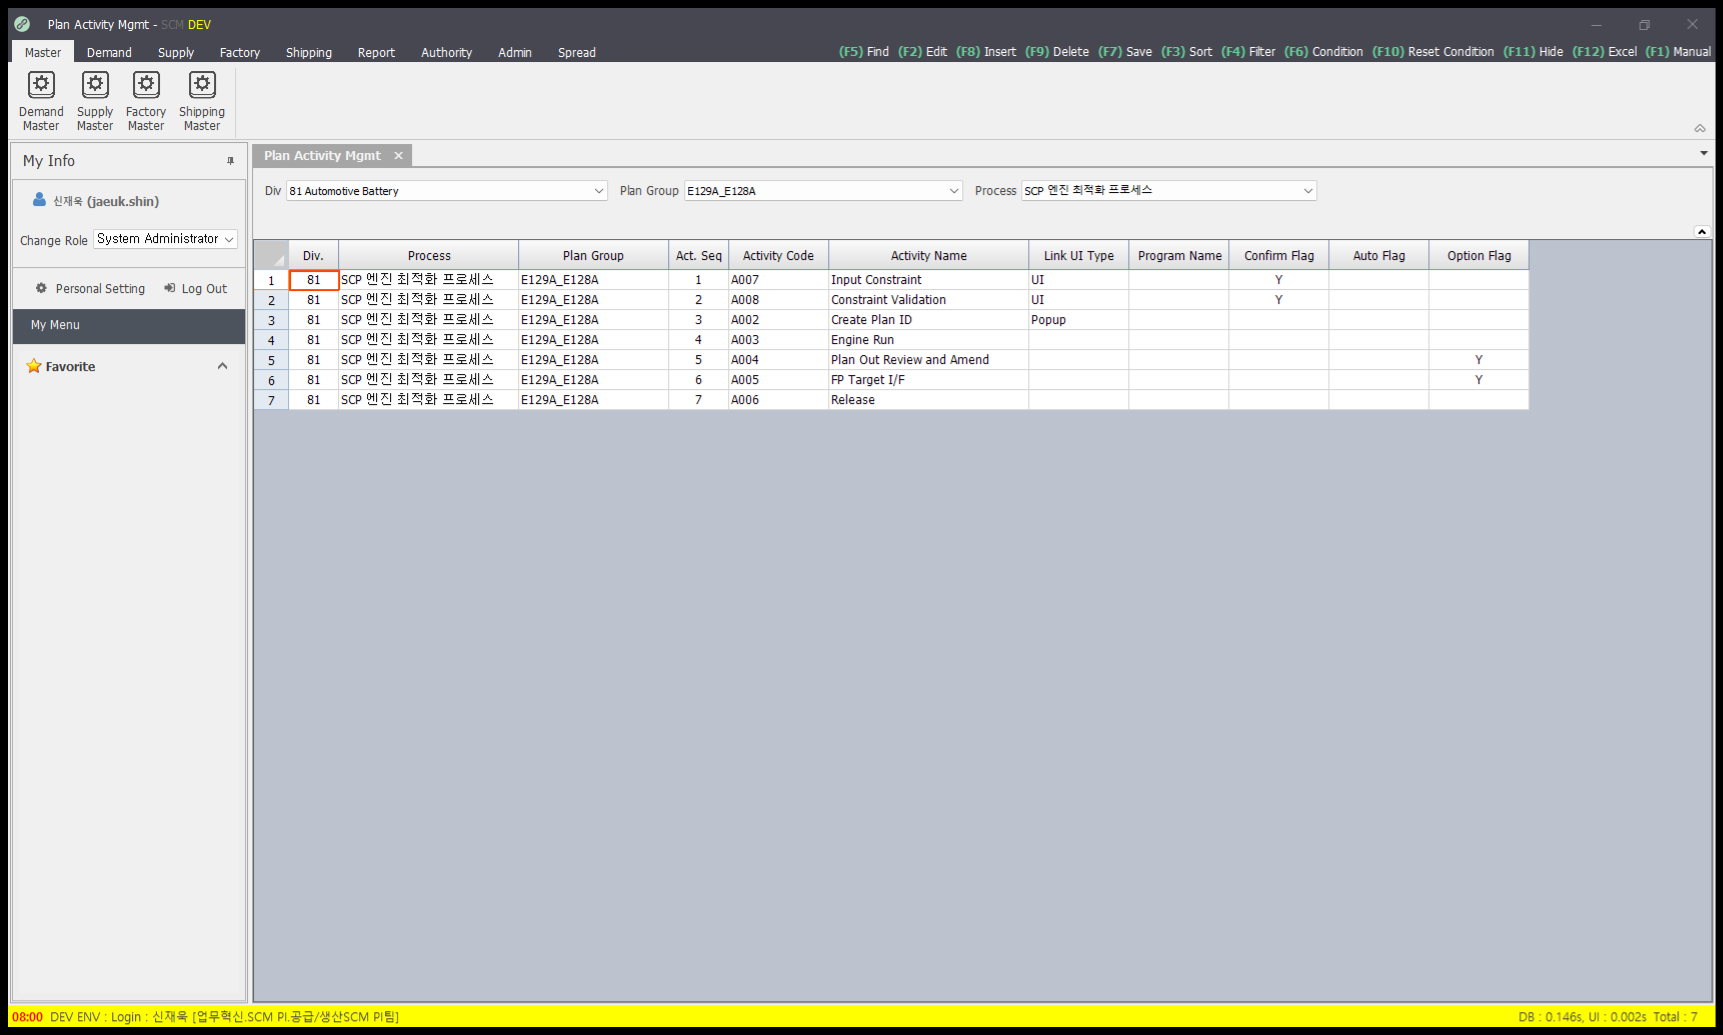 Plan Activity Mgmt - SCM DEV
Master Demand Supply Factory Shipping Report Authority Admin Spread (F5) Find (F2) Edit (F8) Insert (F9) Delete (F7) Save (F3) Sort (F4) Filter (F6) Condition (F10) Reset Condition (F11) Hide (F12) Excel (F1) Manual
Demand Master
Supply Master
Factory Master
Shipping Master
My Info
신재욱 (jaeuk.shin)
Change Role System Administrator
Personal Setting Log Out
My Menu
Favorite
Plan Activity Mgmt
Div 81 Automotive Battery Plan Group E129A_E128A Process SCP 엔진 최적화 프로세스
Div. Process Plan Group Act. Seq Activity Code Activity Name Link UI Type Program Name Confirm Flag Auto Flag Option Flag
1 81 SCP 엔진 최적화 프로세스 E129A_E128A 1 A007 Input Constraint UI Y
2 81 SCP 엔진 최적화 프로세스 E129A_E128A 2 A008 Constraint Validation UI Y
3 81 SCP 엔진 최적화 프로세스 E129A_E128A 3 A002 Create Plan ID Popup
4 81 SCP 엔진 최적화 프로세스 E129A_E128A 4 A003 Engine Run
5 81 SCP 엔진 최적화 프로세스 E129A_E128A 5 A004 Plan Out Review and Amend Y
6 81 SCP 엔진 최적화 프로세스 E129A_E128A 6 A005 FP Target I/F Y
7 81 SCP 엔진 최적화 프로세스 E129A_E128A 7 A006 Release
08:00 DEV ENV : Login : 신재욱 [업무혁신.SCM PI.공급/생산SCM PI팀] DB : 0.146s, UI : 0.002s Total : 7